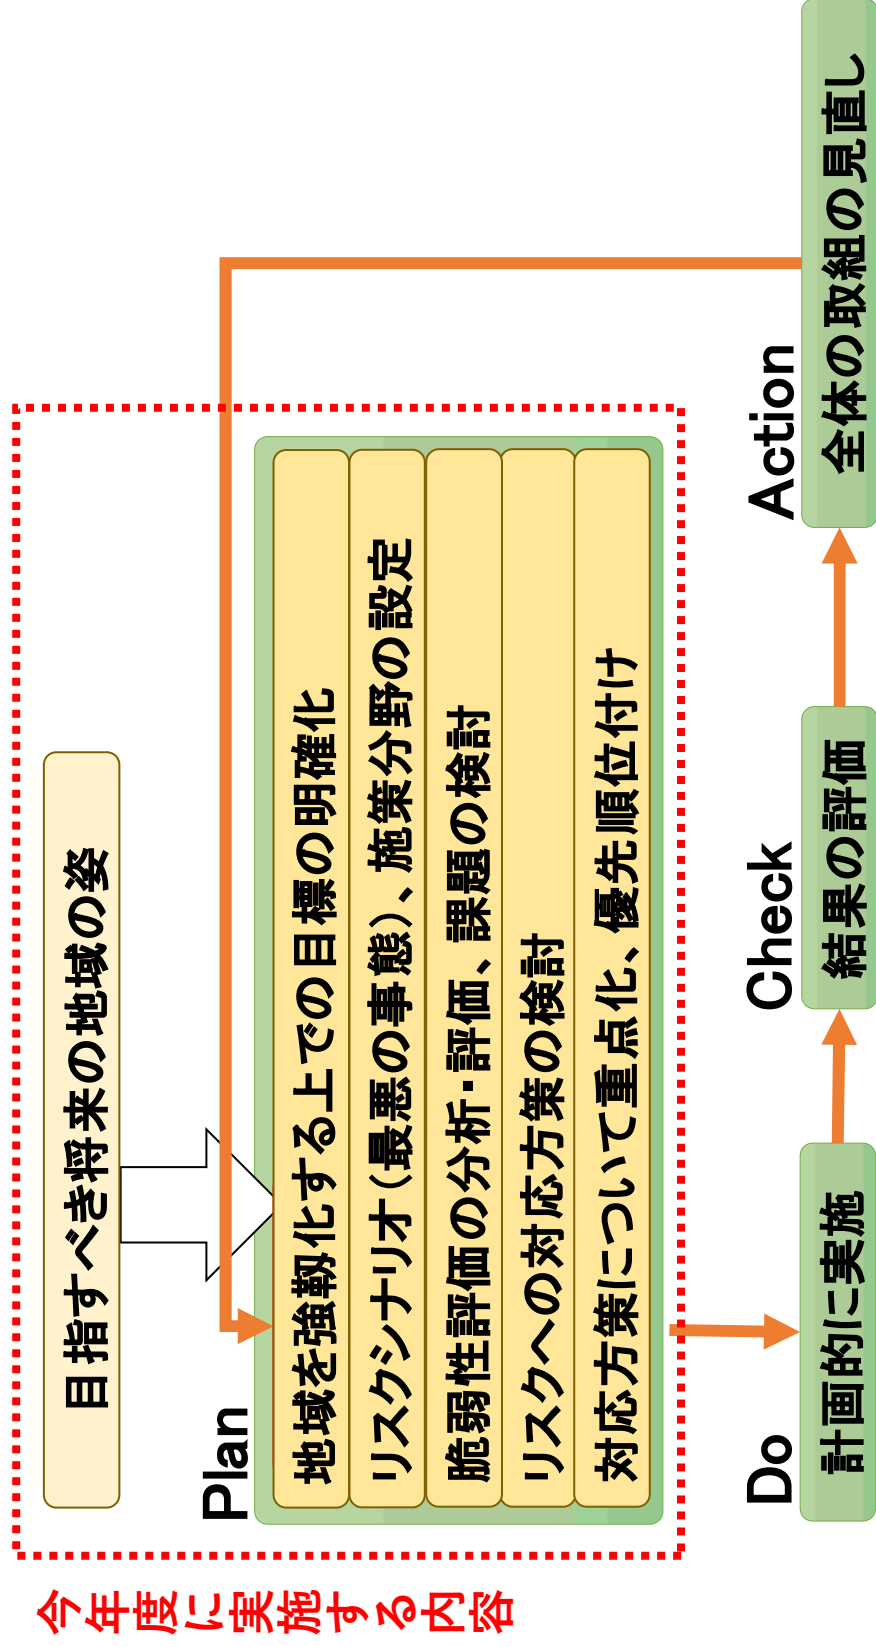 今年度に実施する内容
目指すべき将来の地域の姿
Plan
地域を強靱化する上での目標の明確化
リスクシナリオ（最悪の事態）、施策分野の設定
脆弱性評価の分析・評価、課題の検討
リスクへの対応方策の検討
対応方策について重点化、優先順位付け
Do
計画的に実施
Check
結果の評価
Action
全体の取組の見直し